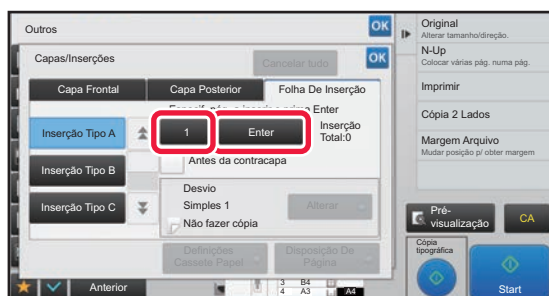 Outros
OK
Capas/Inserções
Cancelar tudo
OK
Capa Frontal
Capa Posterior
Folha De Inserção
Inserção Tipo A
1
Enter
Inserção
Total:0
Antes da contracapa
Inserção Tipo B
Desvio
Simples 1
Alterar
Não fazer cópia
Inserção Tipo C
Definições
Cassete Papel
Disposição De
Página
Anterior
3 B4
4 A3
A4
Original
Alterar tamanho/direção.
N-Up
Colocar várias pág. numa pág.
Imprimir
Cópia 2 Lados
Margem Arquivo
Mudar posição p/ obter margem
Pré-
visualização
CA
Cópia
tipográfica
Start